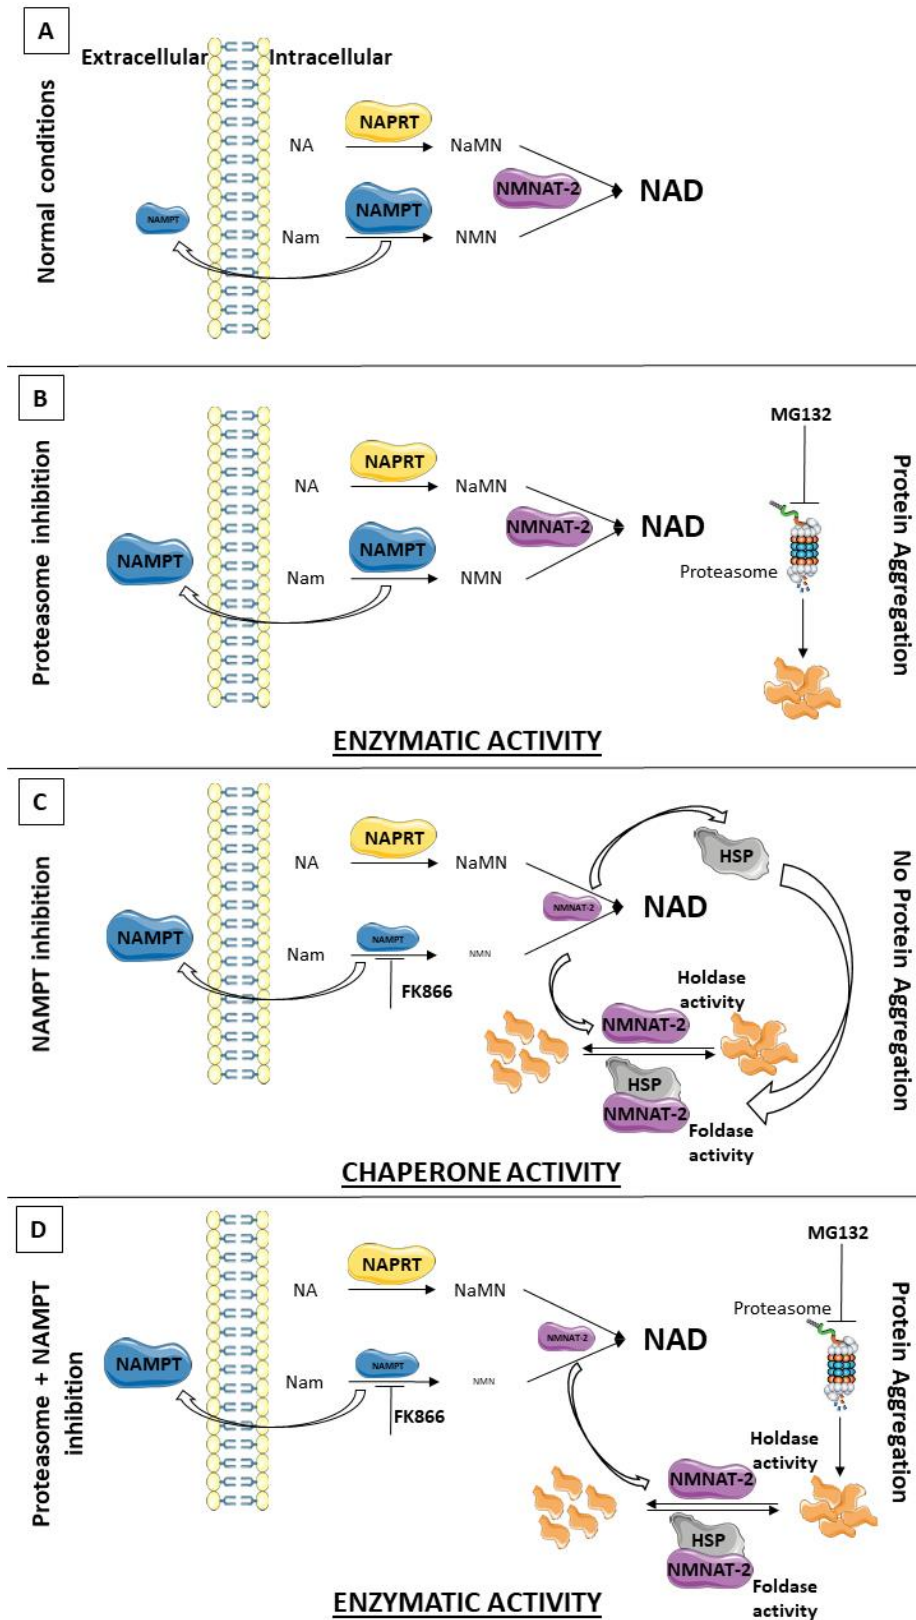 A
Extracellular
Intracellular
Normal conditions
NAPRT
NA
NaMN
NMNAT-2
NAD
NAMPT
NAMPT
Nam
NMN
B
Proteasome inhibition
MG132
NAPRT
NA
NaMN
NMNAT-2
NAD
NAMPT
NAMPT
Nam
NMN
Proteasome
Protein Aggregation
ENZYMATIC ACTIVITY
C
NAMPT inhibition
NAPRT
NA
NaMN
HSP
NMNAT-2
NAD
NAMPT
NAMPT
Nam
NMN
FK866
Holdase
activity
NMNAT-2
HSP
NMNAT-2
Foldase
activity
No Protein Aggregation
CHAPERONE ACTIVITY
D
Proteasome + NAMPT
inhibition
MG132
NAPRT
NA
NaMN
Proteasome
NMNAT-2
NAD
NAMPT
NAMPT
Nam
NMN
FK866
Holdase
activity
NMNAT-2
HSP
NMNAT-2
Foldase
activity
Protein Aggregation
ENZYMATIC ACTIVITY